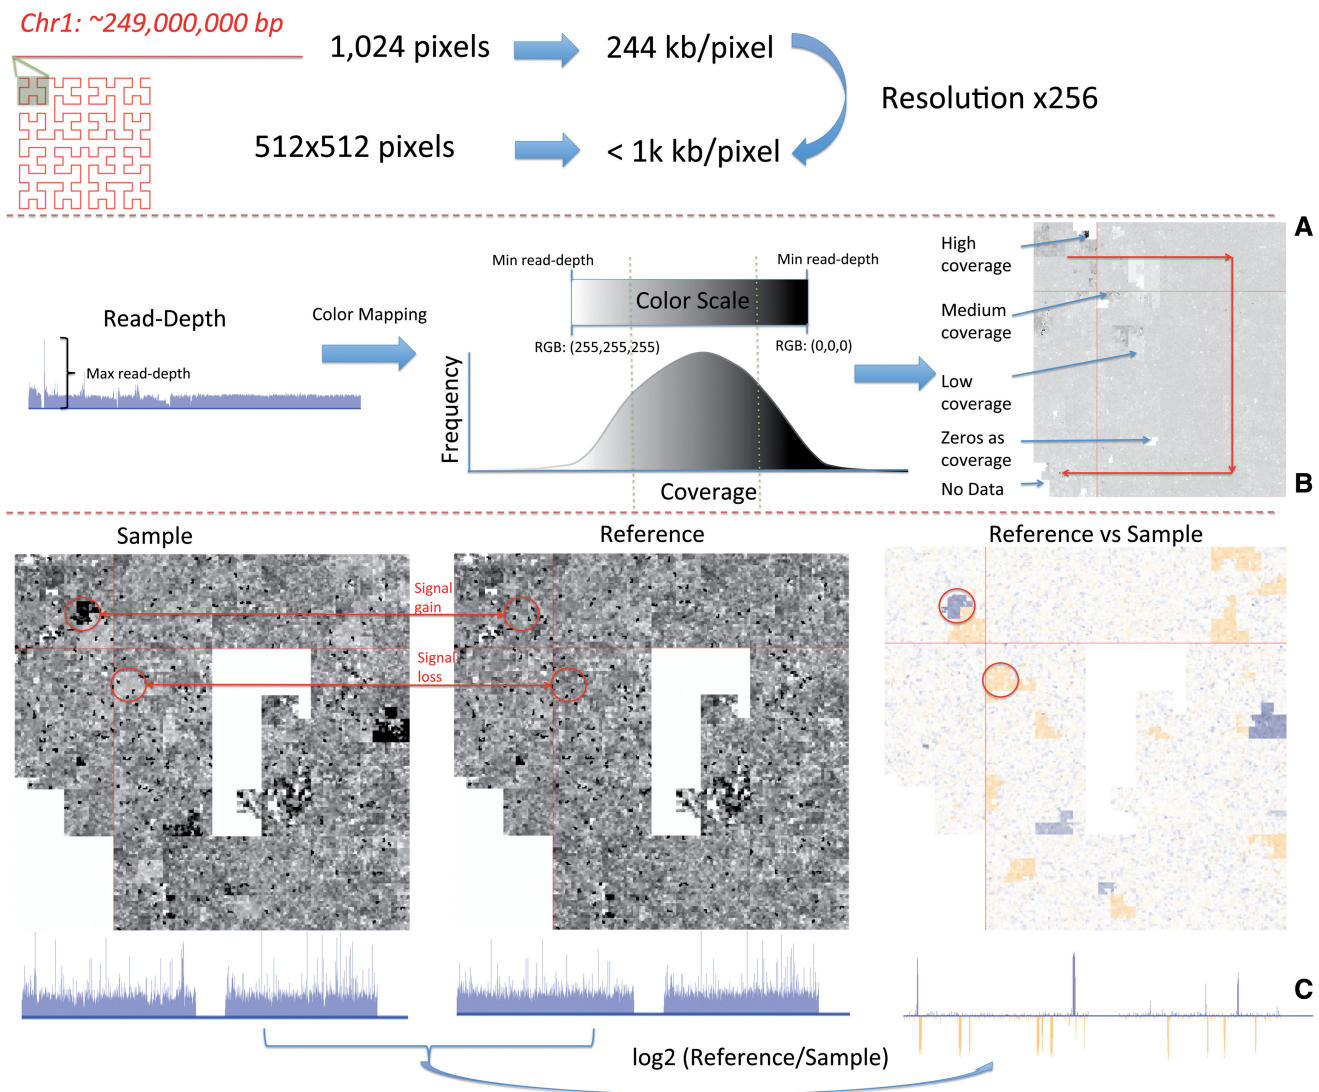 Chr1: ~249,000,000 bp
1,024 pixels
244 kb/pixel
Resolution x256
512x512 pixels
< 1k kb/pixel
A
Read-Depth
Max read-depth
Color Mapping
Min read-depth
Min read-depth
Color Scale
RGB: (255,255,255)
RGB: (0,0,0)
Frequency
Coverage
High
coverage
Medium
coverage
Low
coverage
Zeros as
coverage
No Data
B
Sample
Reference
Reference vs Sample
Signal
gain
Signal
loss
C
log2 (Reference/Sample)